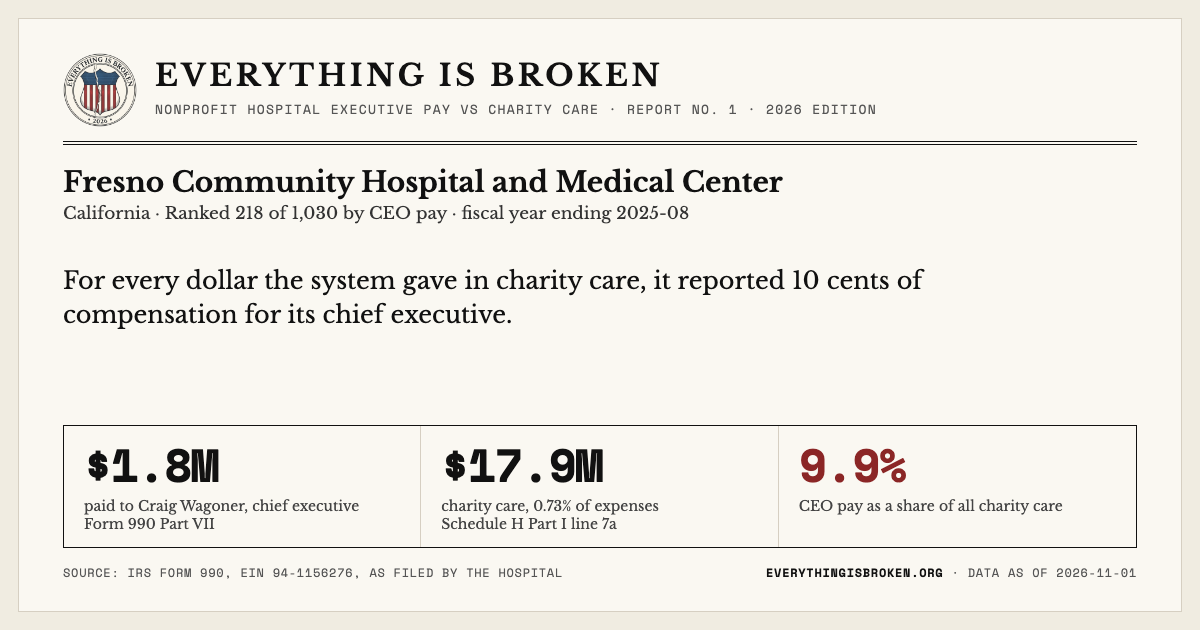 EVERYTHING IS BROKEN
· 2026 ·
EVERYTHING IS BROKEN
NONPROFIT HOSPITAL EXECUTIVE PAY VS CHARITY CARE · REPORT NO. 1 · 2026 EDITION
Fresno Community Hospital and Medical Center
California · Ranked 218 of 1,030 by CEO pay · fiscal year ending 2025-08
For every dollar the system gave in charity care, it reported 10 cents of
compensation for its chief executive.
$1.8M
paid to Craig Wagoner, chief executive
Form 990 Part VII
$17.9M
charity care, 0.73% of expenses
Schedule H Part I line 7a
9.9%
CEO pay as a share of all charity care
SOURCE: IRS FORM 990, EIN 94-1156276, AS FILED BY THE HOSPITAL
EVERYTHINGISBROKEN.ORG · DATA AS OF 2026-11-01